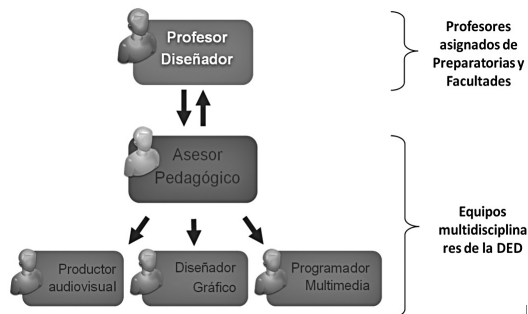 Profesor
Diseñador
Profesores
asignados de
Preparatorias y
Facultades
Asesor
Pedagógico
Equipos
multidisciplina
res de la DED
Productor
audiovisual
Diseñador
Gráfico
Programador
Multimedia